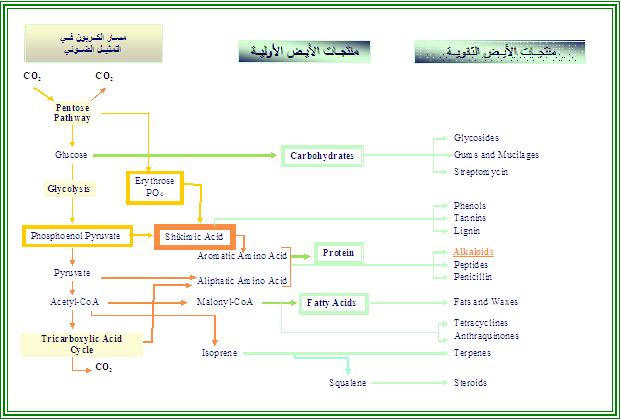 مسار الكربون في
التمثيل الضوئي
منتجات الأيض الأولية
منتجات الأيض الثانوية
CO₂
CO₂
Pentose
Pathway
Glucose
Carbohydrates
Glycosides
Gums and Mucilages
Streptomycin
Glycolysis
Erythrose
PO₄
Phosphoenol Pyruvate
Shikimic Acid
Phenols
Tannins
Lignin
Aromatic Amino Acid
Protein
Alkaloids
Peptides
Penicillin
Pyruvate
Aliphatic Amino Acid
Acetyl-CoA
Malonyl-CoA
Fatty Acids
Fats and Waxes
Tetracyclines
Anthraquinones
Tricarboxylic Acid
Cycle
Isoprene
Terpenes
CO₂
Squalene
Steroids